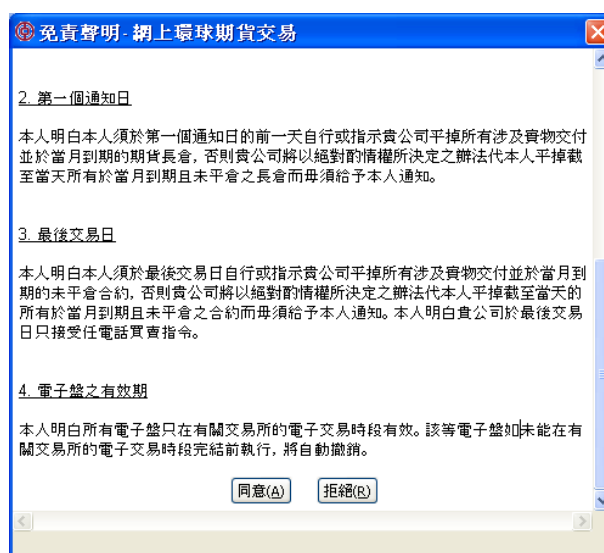 免責聲明- 網上環球期貨交易
2. 第一個通知日
本人明白本人須於第一個通知日的前一天自行或指示貴公司平掉所有涉及實物交付
並於當月到期的期貨長倉, 否則貴公司將以絕對酌情權所決定之辦法代本人平掉截
至當天所有於當月到期且未平倉之長倉而毋須給予本人通知。
3. 最後交易日
本人明白本人須於最後交易日自行或指示貴公司平掉所有涉及實物交付並於當月到
期的未平倉合約, 否則貴公司將以絕對酌情權所決定之辦法代本人平掉截至當天的
所有於當月到期且未平倉之合約而毋須給予本人通知。本人明白貴公司於最後交易
日只接受任電話買賣指令。
4. 電子盤之有效期
本人明白所有電子盤只在有關交易所的電子交易時段有效。該等電子盤如未能在有
關交易所的電子交易時段完結前執行, 將自動撤銷。
同意(A) 拒絕(R)